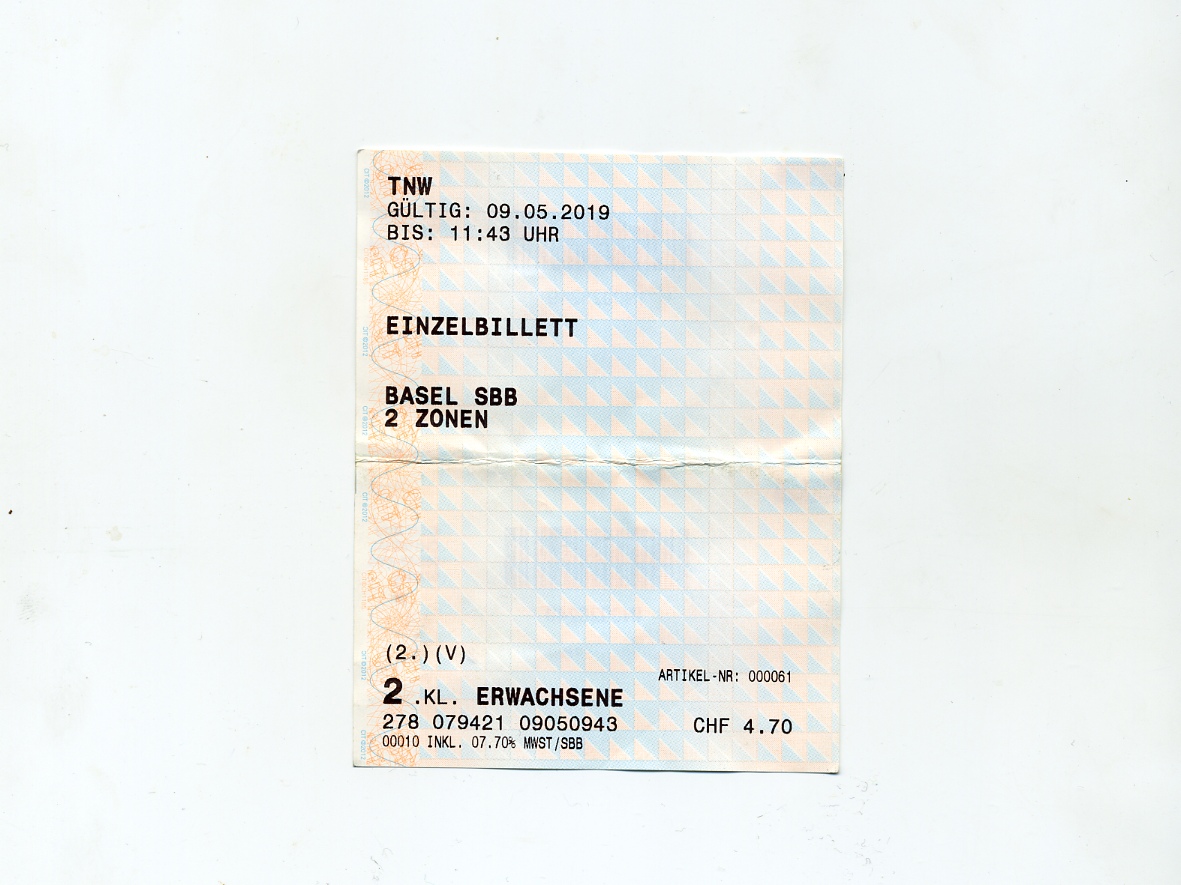 TNW
GÜLTIG: 09.05.2019
BIS: 11:43 UHR
EINZELBILLETT
BASEL SBB
2 ZONEN
(2.)(V)
ARTIKEL-NR: 000061
2 .KL. ERWACHSENE
278 079421 09050943 CHF 4.70
00010 INKL. 07.70% MWST/SBB